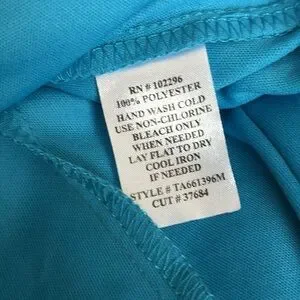 RN # 102296
100% POLYESTER
HAND WASH COLD
USE NON-CHLORINE
BLEACH ONLY
WHEN NEEDED
LAY FLAT TO DRY
COOL IRON
IF NEEDED
STYLE # TA661396M
CUT # 37684